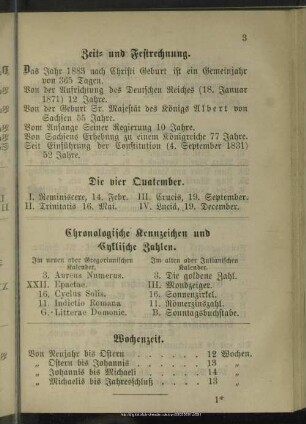 3
Zeit- und Festrechnung.
Das Jahr 1883 nach Christi Geburt ist ein Gemeinjahr
von 365 Tagen.
Von der Aufrichtung des Deutschen Reiches (18. Januar
1871) 12 Jahre.
Von der Geburt Sr. Majestät des Königs Albert von
Sachsen 55 Jahre.
Vom Anfange Seiner Regierung 10 Jahre.
Von Sachsens Erhebung zu einem Königreiche 77 Jahre.
Seit Einführung der Constitution (4. September 1831)
52 Jahre.
Die vier Quatember.
I. Reminiscere, 14. Febr. III. Crucis, 19. September.
II. Trinitatis 16. Mai. IV. Luciä, 19. December.
Chronologische Kennzeichen und
Cyklische Zahlen.
Im neuen oder Gregorianischen Kalender.
3. Aureus Numerus.
XXII. Epactus.
16. Cyclus Solis.
11. Indictio Romana
G. Litterae Domonic.
Im alten oder Julianischen Kalender.
3. Die goldene Zahl.
III. Mondzeiger.
16. Sonnenzirkel.
11. Römerzinszahl.
B. Sonntagsbuchstabe.
Wochenzeit.
Von Neujahr bis Ostern . . . . . . 12 Wochen.
„ Ostern bis Johannis . . . . . . 13 „
„ Johannis bis Michaeli . . . . . . 14 „
„ Michaelis bis Jahresschluß . . . . . 13 „
1*